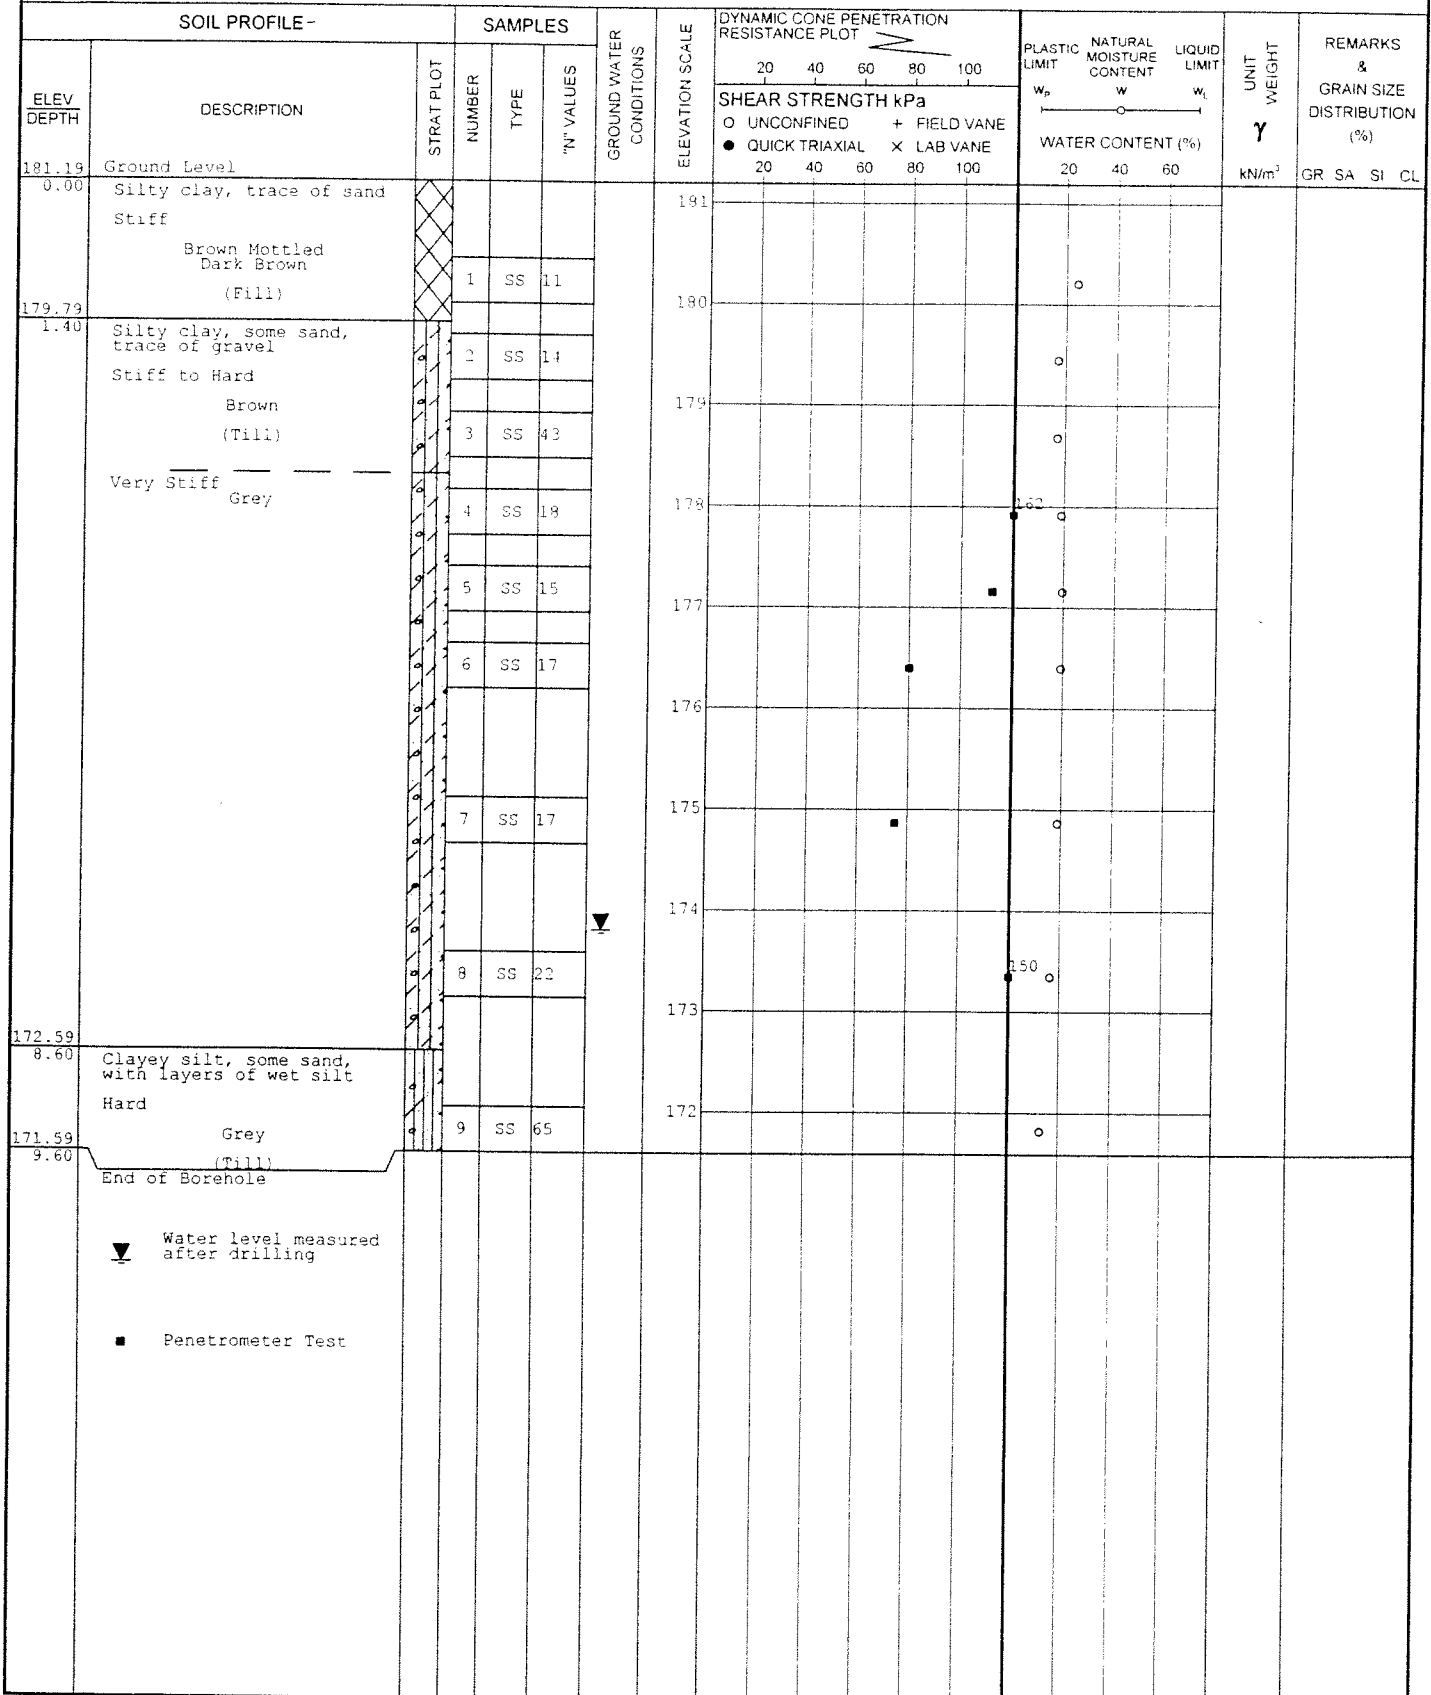 SOIL PROFILE -
SAMPLES
GROUND WATER CONDITIONS
ELEVATION SCALE
DYNAMIC CONE PENETRATION
RESISTANCE PLOT
20 40 60 80 100
SHEAR STRENGTH kPa
O UNCONFINED + FIELD VANE
● QUICK TRIAXIAL × LAB VANE
20 40 60 80 100
PLASTIC LIMIT
NATURAL MOISTURE CONTENT
LIQUID LIMIT
WP W WL
WATER CONTENT (%)
20 40 60
UNIT WEIGHT
γ
kN/m³
REMARKS
&
GRAIN SIZE
DISTRIBUTION
(%)
GR SA SI CL
ELEV
DEPTH
DESCRIPTION
STRAT PLOT
NUMBER
TYPE
"N" VALUES
181.19 Ground Level
0.00 Silty clay, trace of sand
191
Stiff
Brown Mottled
Dark Brown
1 SS 11
(Fill)
180
179.79
1.40 Silty clay, some sand,
trace of gravel
2 SS 14
Stiff to Hard
Brown
179
(Till)
3 SS 43
Very Stiff
Grey
178
162
4 SS 18
5 SS 15
177
6 SS 17
176
175
7 SS 17
174
150
8 SS 22
173
172.59
8.60 Clayey silt, some sand,
with layers of wet silt
Hard
172
9 SS 65
Grey
171.59
9.60 (Till)
End of Borehole
Water level measured
after drilling
■ Penetrometer Test